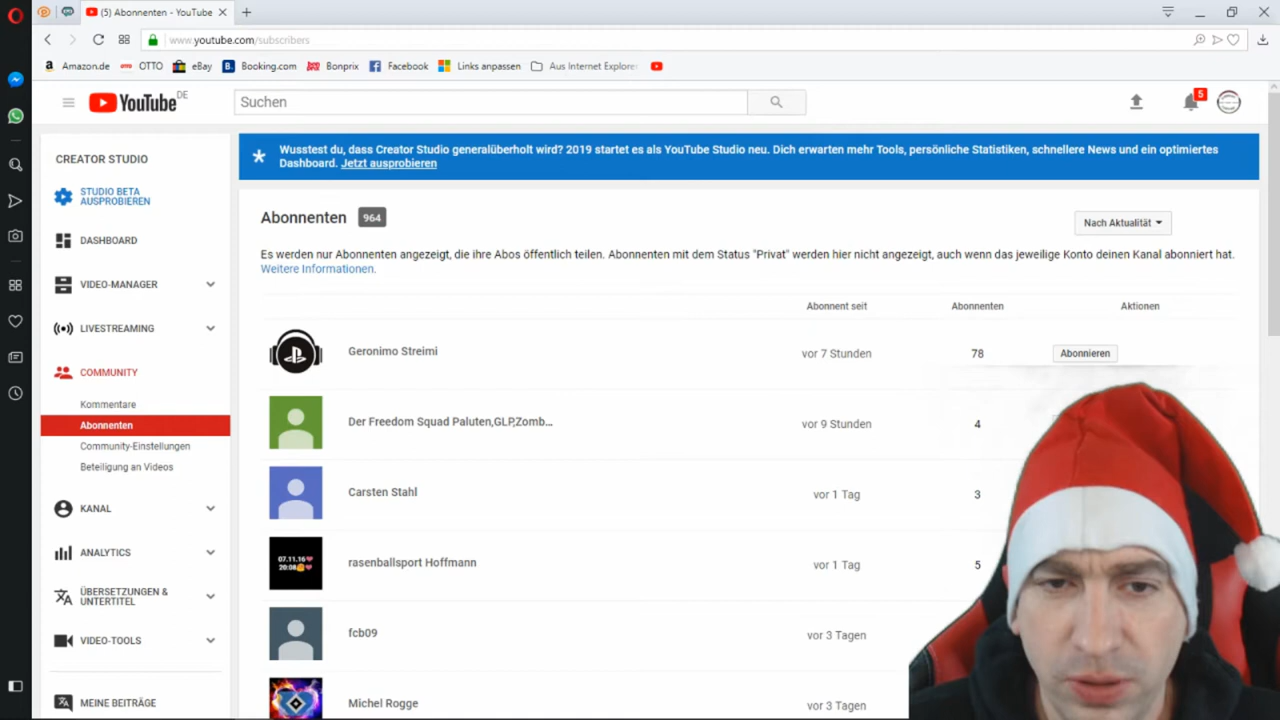 (5) Abonnenten - YouTube
www.youtube.com/subscribers
Amazon.de
OTTO
OTTO
eBay
B.
Booking.com
Bonprix
Facebook
Links anpassen
Aus Internet Explorer
YouTube DE
Suchen
5
CREATOR STUDIO
STUDIO BETA
AUSPROBIEREN
DASHBOARD
VIDEO-MANAGER
LIVESTREAMING
COMMUNITY
Kommentare
Abonnenten
Community-Einstellungen
Beteiligung an Videos
KANAL
ANALYTICS
ÜBERSETZUNGEN &
UNTERTITEL
VIDEO-TOOLS
MEINE BEITRÄGE
Wusstest du, dass Creator Studio generalüberholt wird? 2019 startet es als YouTube Studio neu. Dich erwarten mehr Tools, persönliche Statistiken, schnellere News und ein optimiertes
Dashboard. Jetzt ausprobieren
Abonnenten 964
Nach Aktualität
Es werden nur Abonnenten angezeigt, die ihre Abos öffentlich teilen. Abonnenten mit dem Status "Privat" werden hier nicht angezeigt, auch wenn das jeweilige Konto deinen Kanal abonniert hat.
Weitere Informationen.
Abonnent seit Abonnenten Aktionen
Geronimo Streimi vor 7 Stunden 78 Abonnieren
Der Freedom Squad Paluten,GLP,Zomb... vor 9 Stunden 4
Carsten Stahl vor 1 Tag 3
07.11.16❤
20:08
rasenballsport Hoffmann vor 1 Tag 5
fcb09 vor 3 Tagen
Michel Rogge vor 3 Tagen